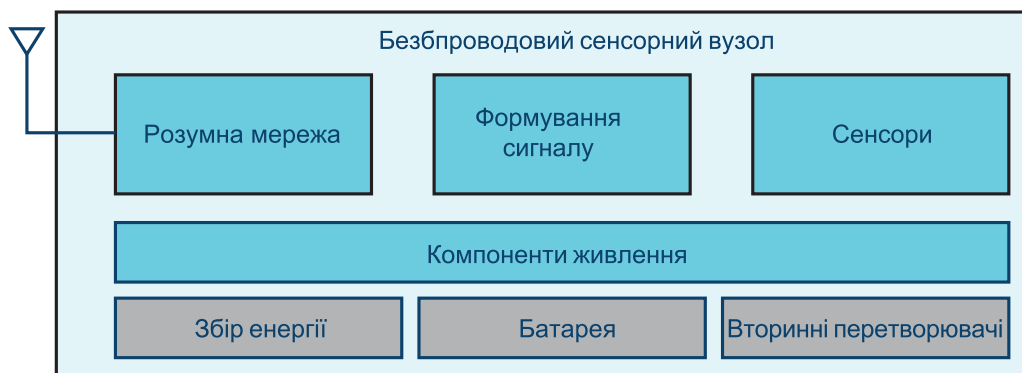 Безбпроводовий сенсорний вузол
Розумна мережа
Формування
сигналу
Сенсори
Компоненти живлення
Збір енергії
Батарея
Вторинні перетворювачі